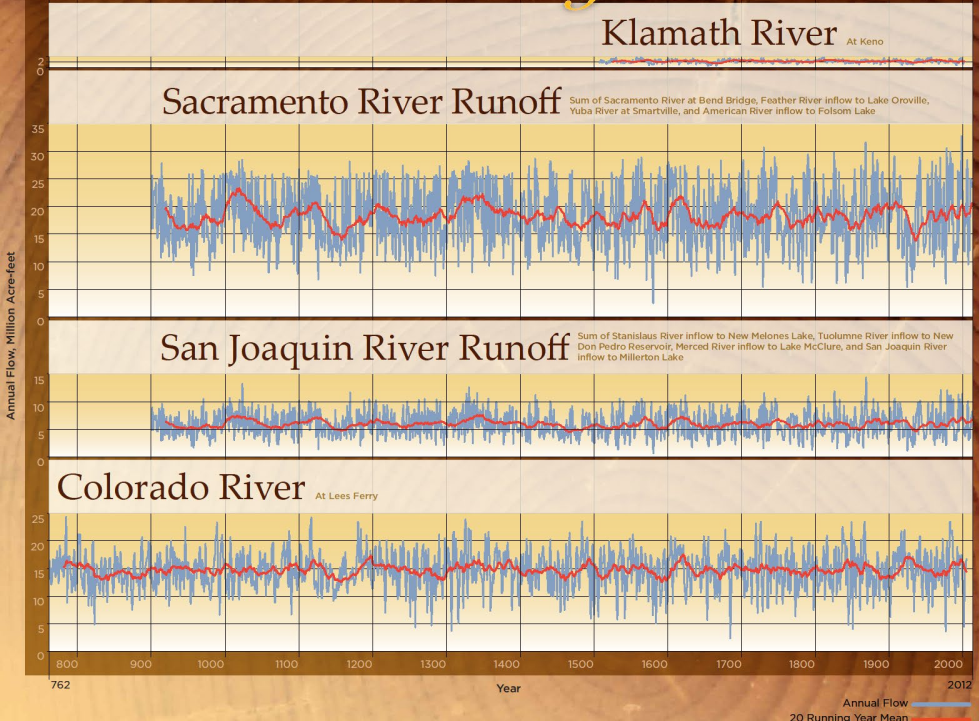 Klamath River At Keno
2
0
Sacramento River Runoff
Sum of Sacramento River at Bend Bridge, Feather River inflow to Lake Oroville,
Yuba River at Smartville, and American River inflow to Folsom Lake
35
30
25
20
15
10
5
0
San Joaquin River Runoff
Sum of Stanislaus River inflow to New Melones Lake, Tuolumne River inflow to New
Don Pedro Reservoir, Merced River inflow to Lake McClure, and San Joaquin River
inflow to Millerton Lake
15
10
5
0
Colorado River At Lees Ferry
25
20
15
10
5
0
Annual Flow, Million Acre-feet
800 900 1000 1100 1200 1300 1400 1500 1600 1700 1800 1900 2000
762 Year 2012
Annual Flow
20 Running Year Mean